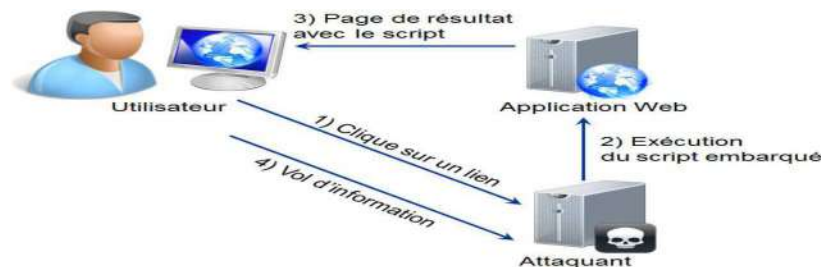 3) Page de résultat
avec le script
Utilisateur
Application Web
1) Clique sur un lien
2) Exécution
du script embarqué
4) Vol d'information
Attaquant